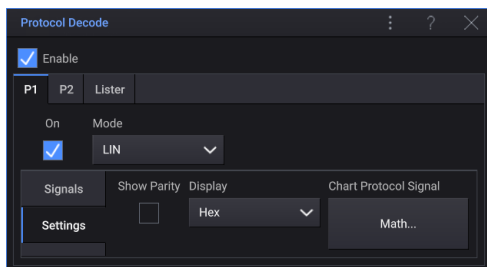 Protocol Decode ?
Enable
P1 P2 Lister
On Mode
LIN
Signals Show Parity Display Chart Protocol Signal
Settings Hex Math...